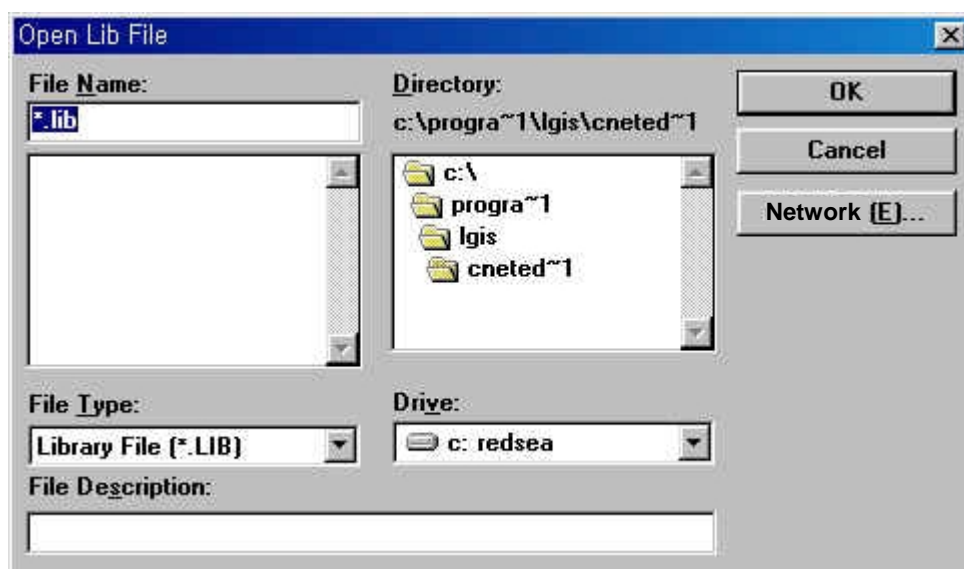 Open Lib File
File Name:
*.lib
Directory:
c:\progra~1\lgis\cneted~1
c:\
progra~1
lgis
cneted~1
OK
Cancel
Network (E)...
File Type:
Library File (*.LIB)
Drive:
c: redsea
File Description: